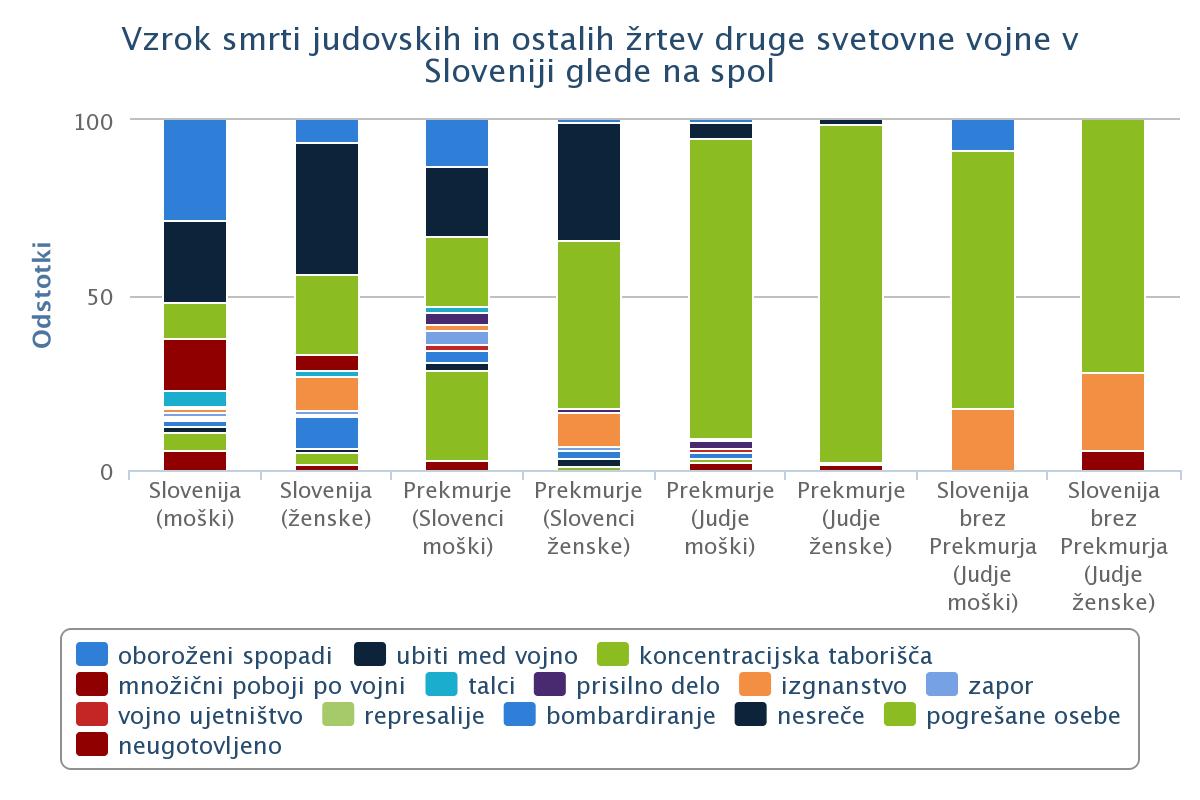 Vzrok smrti judovskih in ostalih žrtev druge svetovne vojne v
Sloveniji glede na spol
Odstotki
100
50
0
Slovenija
(moški)
Slovenija
(ženske)
Prekmurje
(Slovenci
moški)
Prekmurje
(Slovenci
ženske)
Prekmurje
(Judje
moški)
Prekmurje
(Judje
ženske)
Slovenija
brez
Prekmurja
(Judje
moški)
Slovenija
brez
Prekmurja
(Judje
ženske)
oboroženi spopadi ubiti med vojno koncentracijska taborišča
množični poboji po vojni talci prisilno delo izgnanstvo zapor
vojno ujetništvo represalije bombardiranje nesreče pogrešane osebe
neugotovljeno